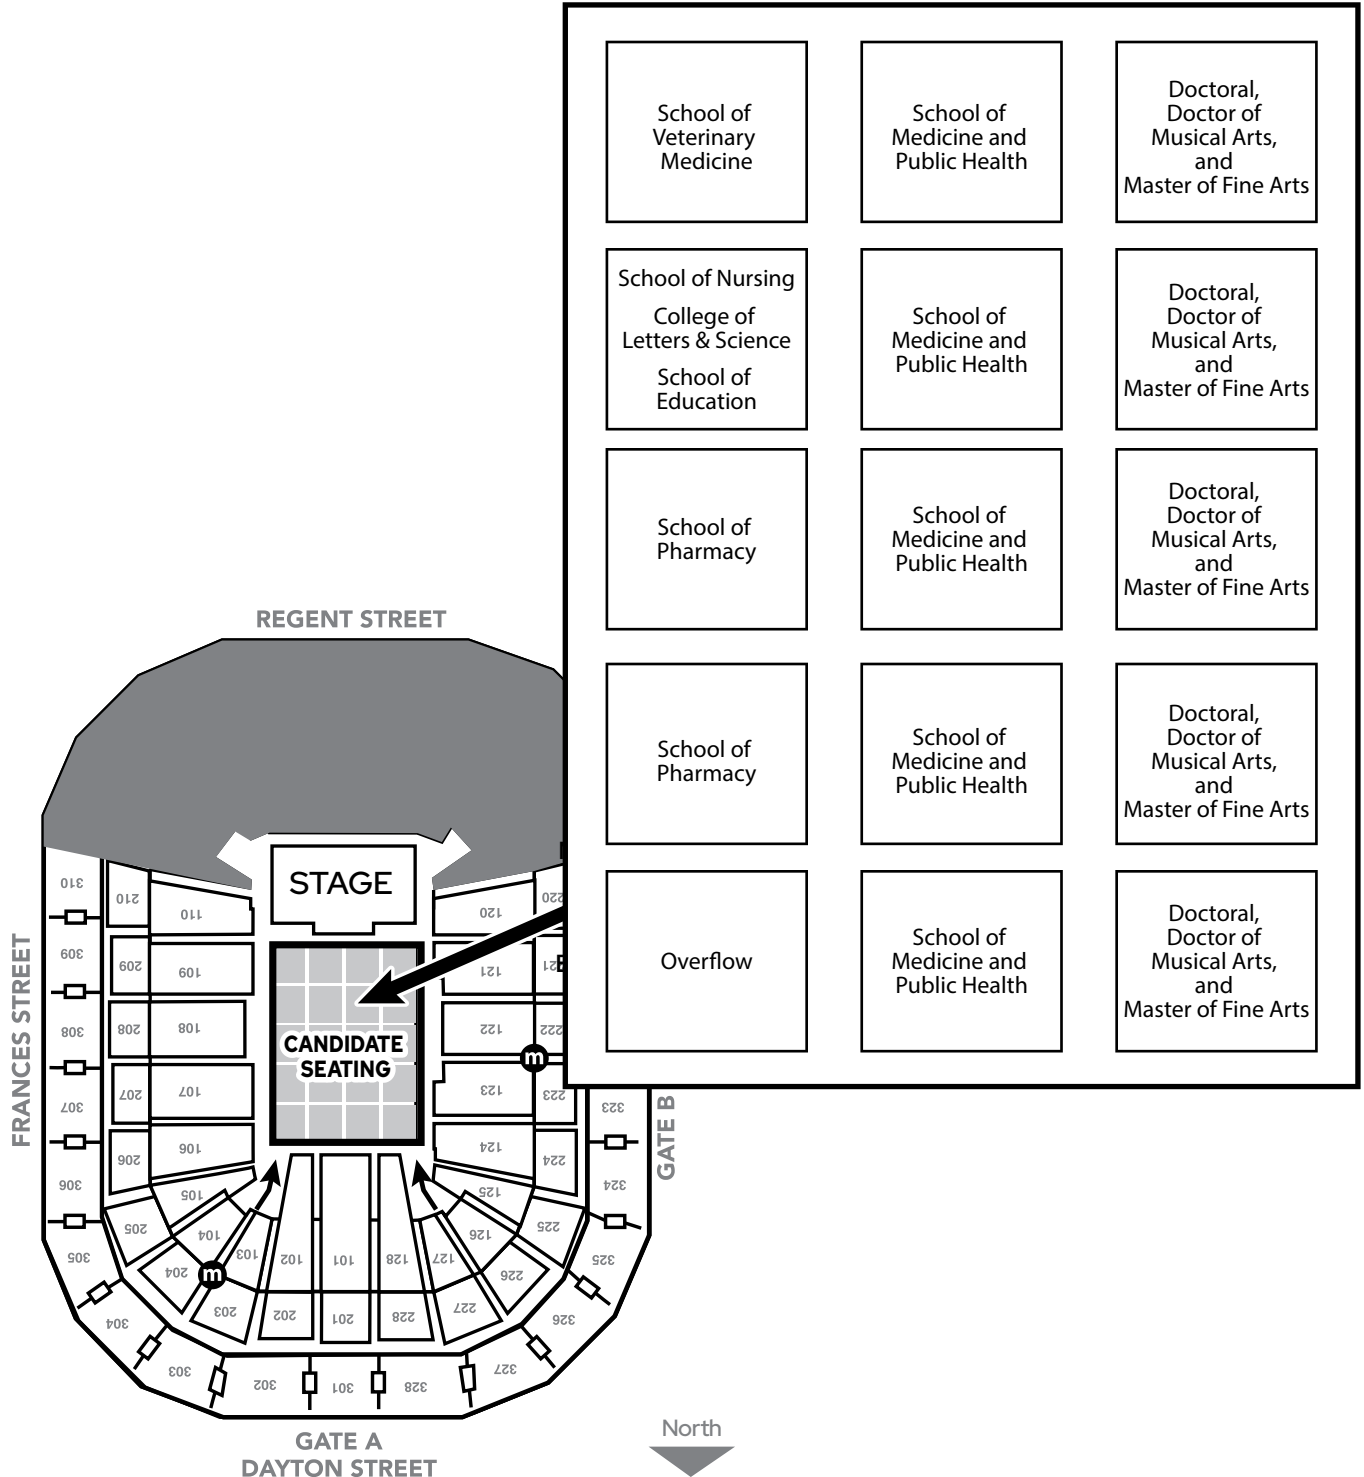 School of
Veterinary
Medicine
School of
Medicine and
Public Health
Doctoral,
Doctor of
Musical Arts,
and
Master of Fine Arts
School of Nursing
College of
Letters & Science
School of
Education
School of
Medicine and
Public Health
Doctoral,
Doctor of
Musical Arts,
and
Master of Fine Arts
School of
Pharmacy
School of
Medicine and
Public Health
Doctoral,
Doctor of
Musical Arts,
and
Master of Fine Arts
School of
Pharmacy
School of
Medicine and
Public Health
Doctoral,
Doctor of
Musical Arts,
and
Master of Fine Arts
Overflow
School of
Medicine and
Public Health
Doctoral,
Doctor of
Musical Arts,
and
Master of Fine Arts
REGENT STREET
STAGE
310
210
110
120
220
FRANCES STREET
309
209
109
121
308
208
108
122
222
CANDIDATE
SEATING
m
307
207
107
123
223
323
GATE B
306
206
106
124
224
324
305
205
105
125
225
325
304
204
104
103
102
101
128
127
126
226
326
m
303
203
202
201
228
227
327
302
301
328
GATE A
DAYTON STREET
North